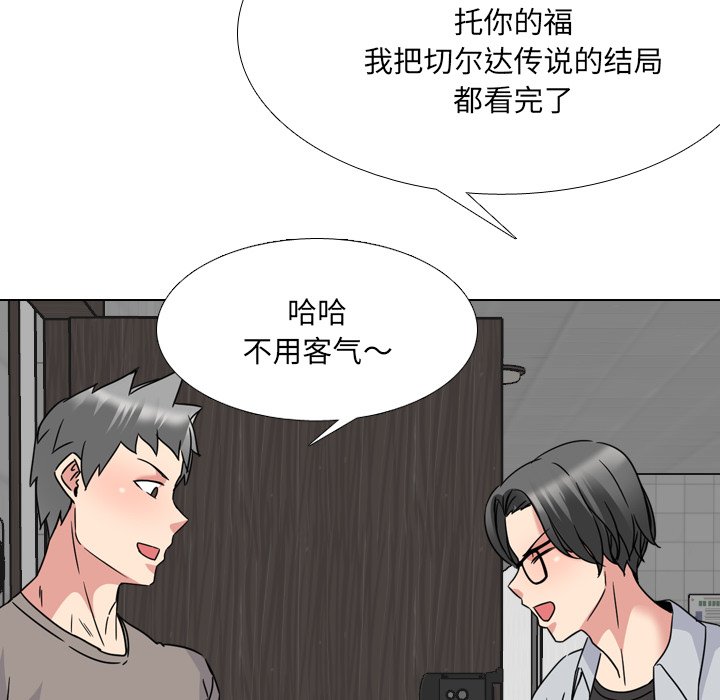 托你的福
我把切尔达传说的结局
都看完了
哈哈
不用客气～